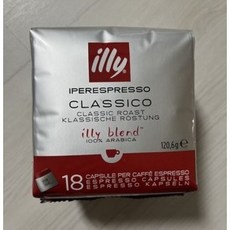 illy
IPERESPRESSO
CLASSICO
CLASSIC ROAST
KLASSISCHE RÖSTUNG
illy blend
100% ARABICA
120,6g e
18 CAPSULE PER CAFFÈ ESPRESSO
ESPRESSO CAPSULES
ESPRESSO KAPSELN